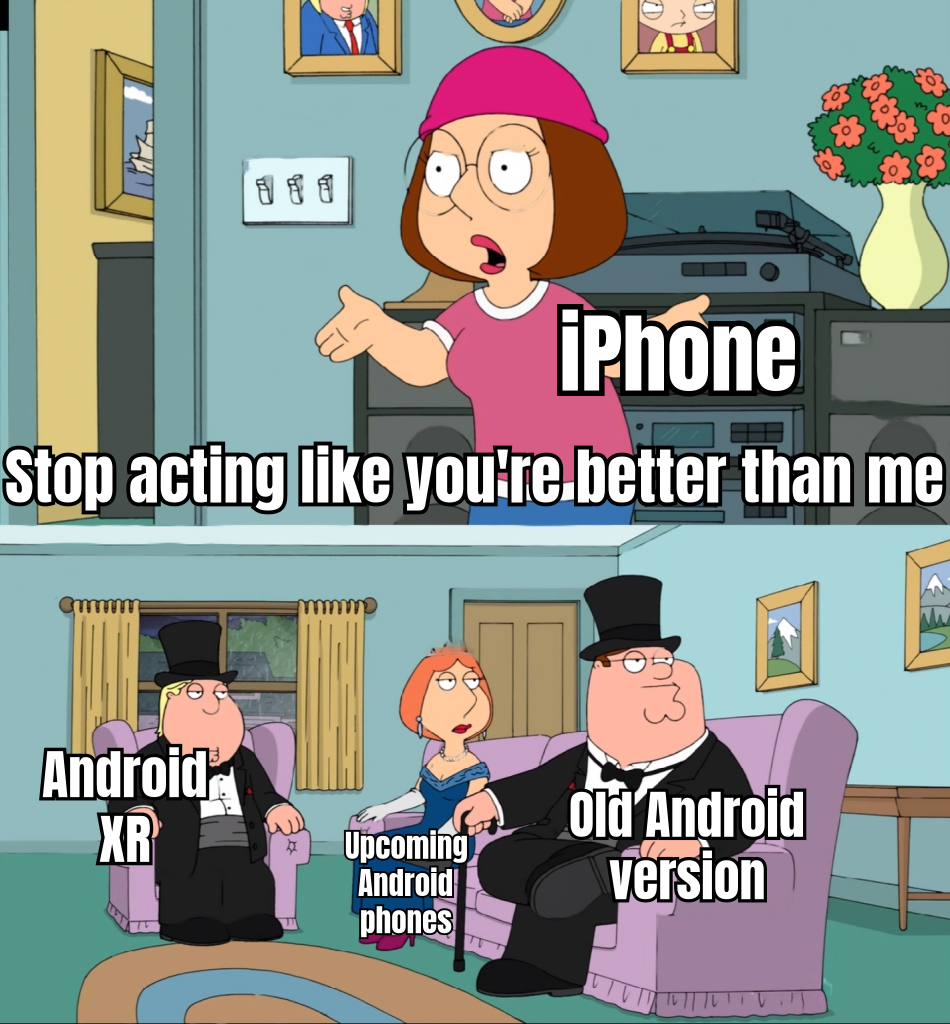 iPhone
Stop acting like you're better than me
Android
XR
Upcoming
Android
phones
Old Android
version